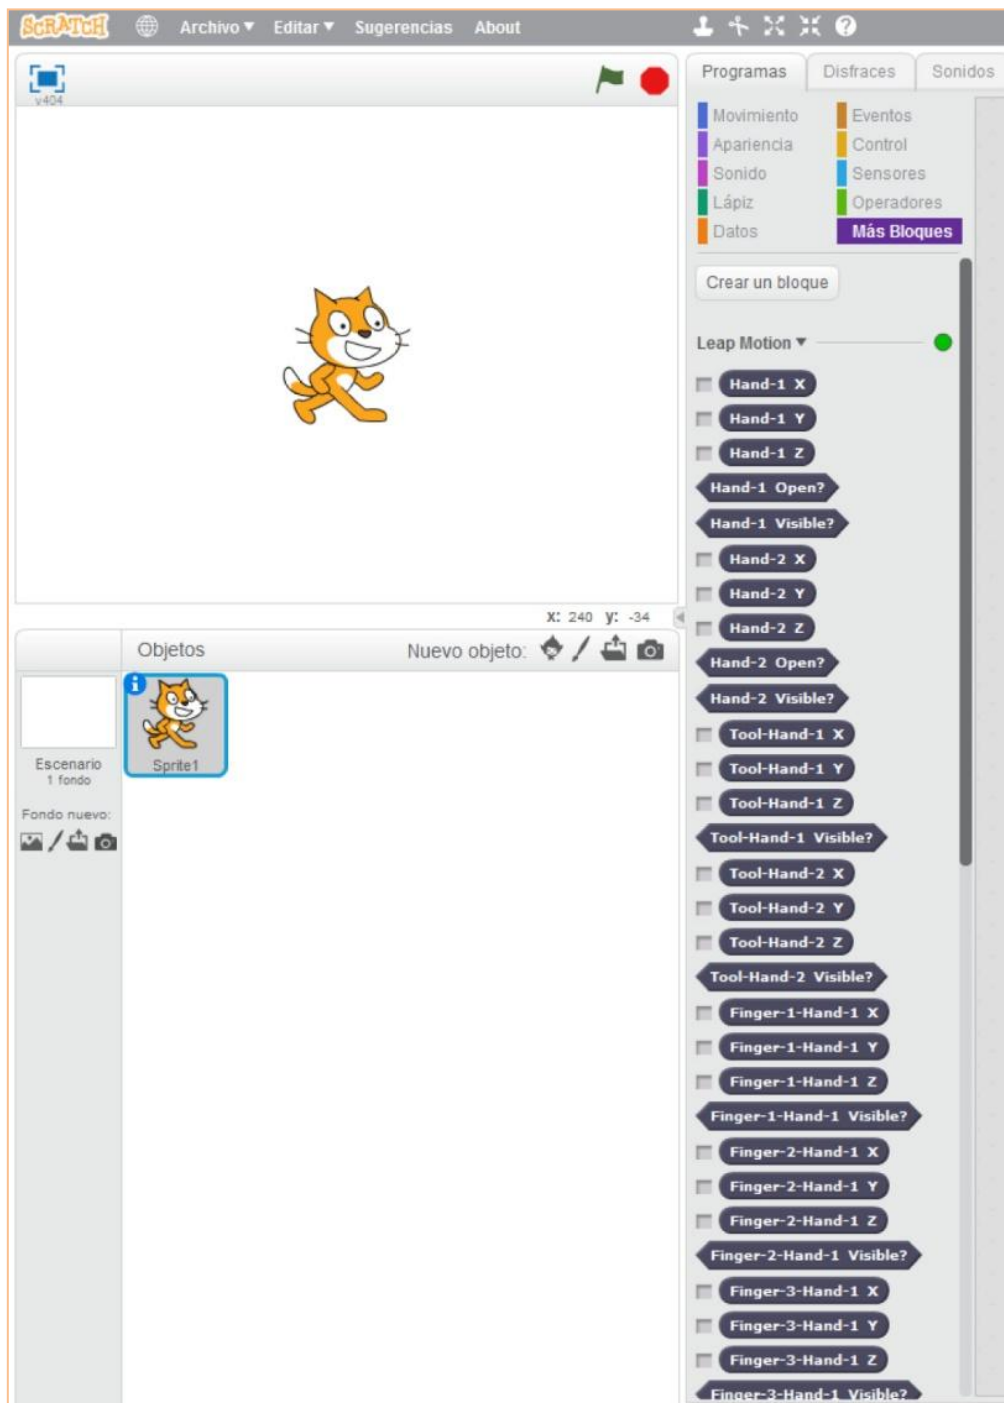 SCRATCH Archivo Editar Sugerencias About
v404
x: 240 y: -34
Objetos Nuevo objeto:
Sprite1
Escenario
1 fondo
Fondo nuevo:
Programas Disfraces Sonidos
Movimiento Eventos
Apariencia Control
Sonido Sensores
Lápiz Operadores
Datos Más Bloques
Crear un bloque
Leap Motion
Hand-1 X
Hand-1 Y
Hand-1 Z
Hand-1 Open?
Hand-1 Visible?
Hand-2 X
Hand-2 Y
Hand-2 Z
Hand-2 Open?
Hand-2 Visible?
Tool-Hand-1 X
Tool-Hand-1 Y
Tool-Hand-1 Z
Tool-Hand-1 Visible?
Tool-Hand-2 X
Tool-Hand-2 Y
Tool-Hand-2 Z
Tool-Hand-2 Visible?
Finger-1-Hand-1 X
Finger-1-Hand-1 Y
Finger-1-Hand-1 Z
Finger-1-Hand-1 Visible?
Finger-2-Hand-1 X
Finger-2-Hand-1 Y
Finger-2-Hand-1 Z
Finger-2-Hand-1 Visible?
Finger-3-Hand-1 X
Finger-3-Hand-1 Y
Finger-3-Hand-1 Z
Finger-3-Hand-1 Visible?